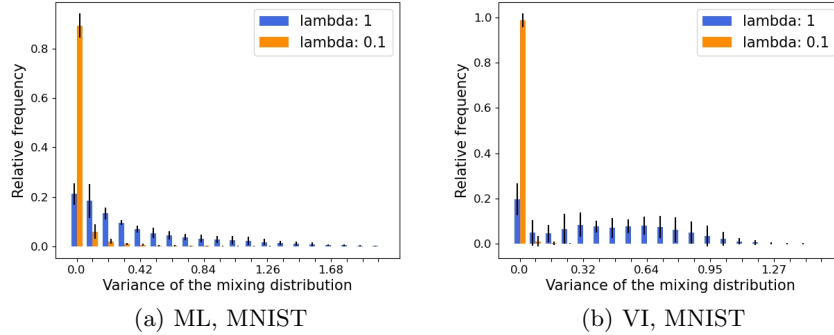 lambda: 1
lambda: 0.1
Relative frequency
0.8
0.6
0.4
0.2
0.0
0.0 0.42 0.84 1.26 1.68
Variance of the mixing distribution
(a) ML, MNIST
lambda: 1
lambda: 0.1
Relative frequency
1.0
0.8
0.6
0.4
0.2
0.0
0.0 0.32 0.64 0.95 1.27
Variance of the mixing distribution
(b) VI, MNIST